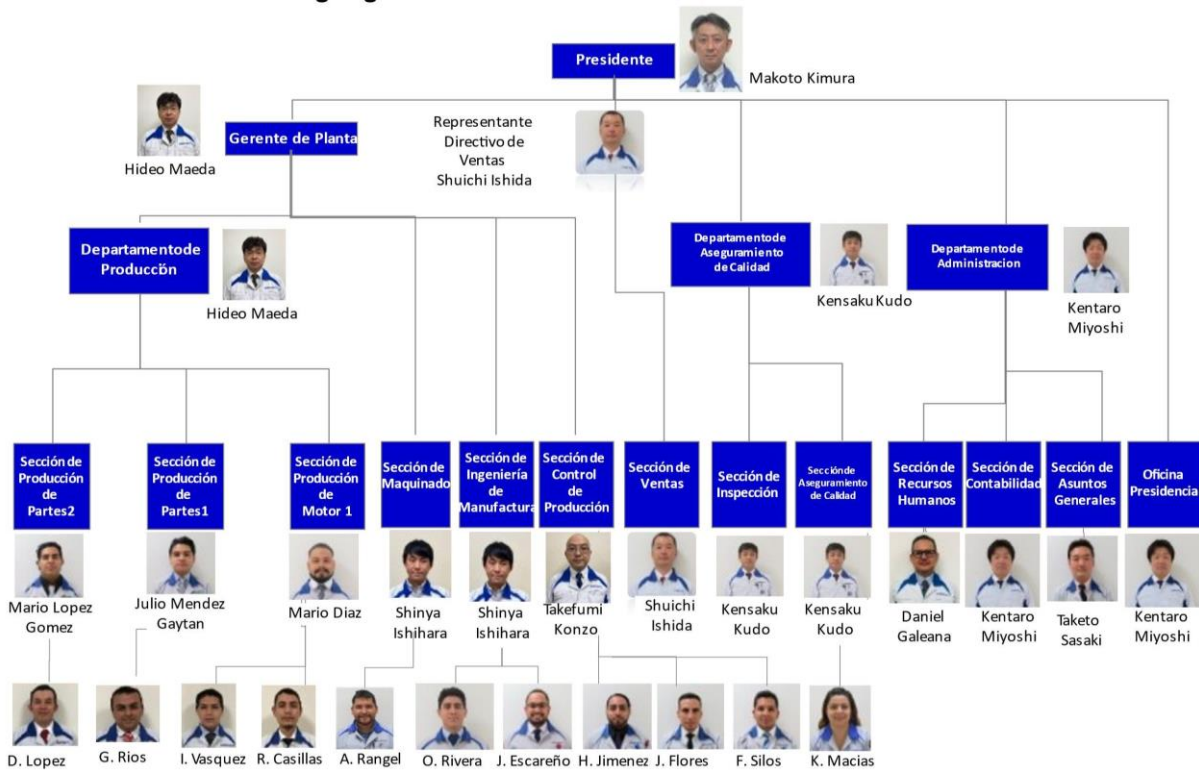 Presidente
Makoto Kimura
Hideo Maeda
Gerente de Planta
Representante
Directivo de
Ventas
Shuichi Ishida
Departamentode
Producción
Hideo Maeda
Departamentode
Aseguramiento
de Calidad
Kensaku Kudo
Departamentode
Administracion
Kentaro
Miyoshi
Sección de
Producción
de
Partes2
Sección de
Producción
de
Partes1
Sección de
Producción
de
Motor 1
Sección de
Maquinado
Sección de
Ingeniería
de
Manufactura
Sección de
Control
de
Producción
Sección de
Ventas
Sección de
Inspección
Secciónde
Aseguramiento
de Calidad
Sección de
Recursos
Humanos
Sección de
Contabilidad
Sección de
Asuntos
Generales
Oficina
Presidencia
Mario Lopez
Gomez
Julio Mendez
Gaytan
Mario Diaz
Shinya
Ishihara
Shinya
Ishihara
Takefumi
Konzo
Shuichi
Ishida
Kensaku
Kudo
Kensaku
Kudo
Daniel
Galeana
Kentaro
Miyoshi
Taketo
Sasaki
Kentaro
Miyoshi
D. Lopez
G. Rios
I. Vasquez
R. Casillas
A. Rangel
O. Rivera
J. Escareño
H. Jimenez
J. Flores
F. Silos
K. Macias